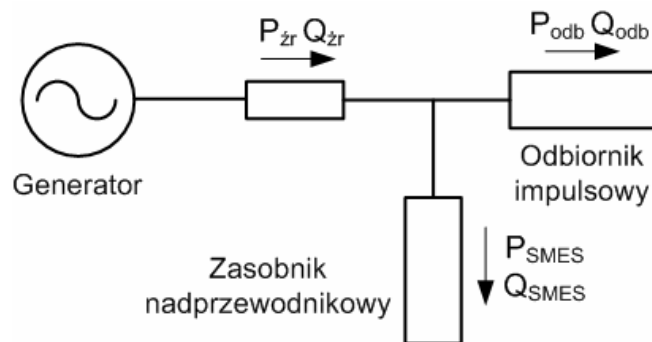 Pźr Qźr
Podb Qodb
Generator
Odbiornik
impulsowy
Zasobnik
nadprzewodnikowy
PSMES
QSMES